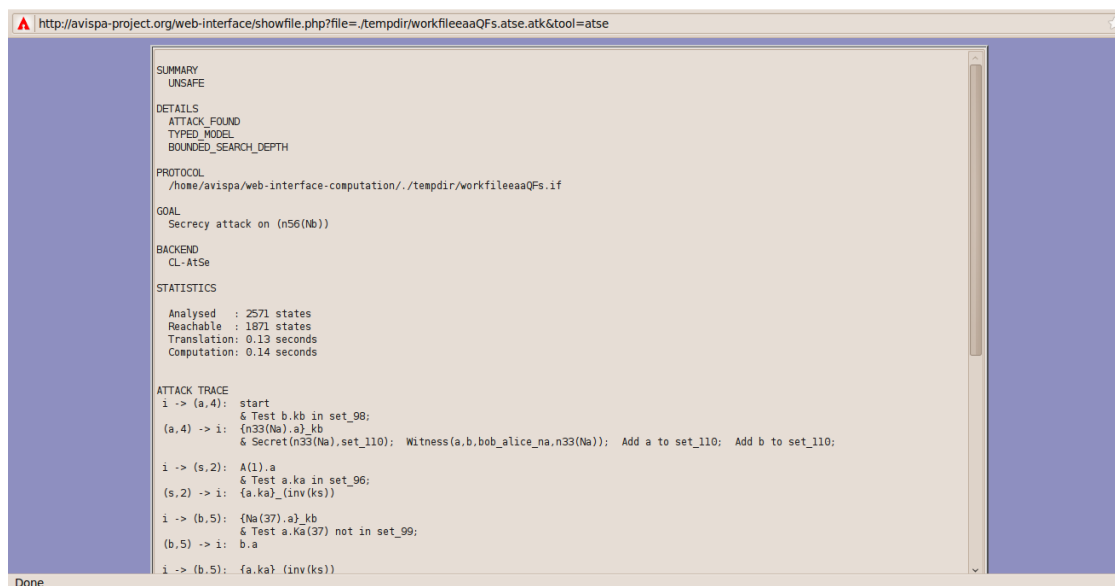 http://avispa-project.org/web-interface/showfile.php?file=./tempdir/workfileeaaQFs.atse.atk&tool=atse
SUMMARY
UNSAFE
DETAILS
ATTACK_FOUND
TYPED_MODEL
BOUNDED_SEARCH_DEPTH
PROTOCOL
/home/avispa/web-interface-computation/./tempdir/workfileeaaQFs.if
GOAL
Secrecy attack on (n56(Nb))
BACKEND
CL-AtSe
STATISTICS
Analysed : 2571 states
Reachable : 1871 states
Translation: 0.13 seconds
Computation: 0.14 seconds
ATTACK TRACE
i -> (a,4): start
& Test b.kb in set_98;
(a,4) -> i: {n33(Na).a}_kb
& Secret(n33(Na),set_110); Witness(a,b,bob_alice_na,n33(Na)); Add a to set_110; Add b to set_110;
i -> (s,2): A(1).a
& Test a.ka in set_96;
(s,2) -> i: {a.ka}_(inv(ks))
i -> (b,5): {Na(37).a}_kb
& Test a.Ka(37) not in set_99;
(b,5) -> i: b.a
i -> (b,5): {a.ka}_(inv(ks))
Done